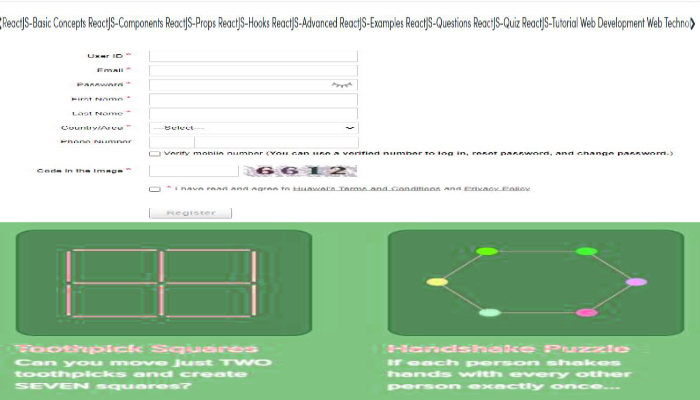 ReactJS-Basic Concepts ReactJS-Components ReactJS-Props ReactJS-Hooks ReactJS-Advanced ReactJS-Examples ReactJS-Questions ReactJS-Quiz ReactJS-Tutorial Web Development Web Techno
User ID *
Email *
Password *
First Name *
Last Name *
Country/Area * ---Select---
Phone Number
Verify mobile number (You can use a verified number to log in, reset password, and change password.)
Code in the Image * 6612
* I have read and agree to Huawei's Terms and Conditions and Privacy Policy
Register
Toothpick Squares
Can you move just TWO
toothpicks and create
SEVEN squares?
Handshake Puzzle
If each person shakes
hands with every other
person exactly once...